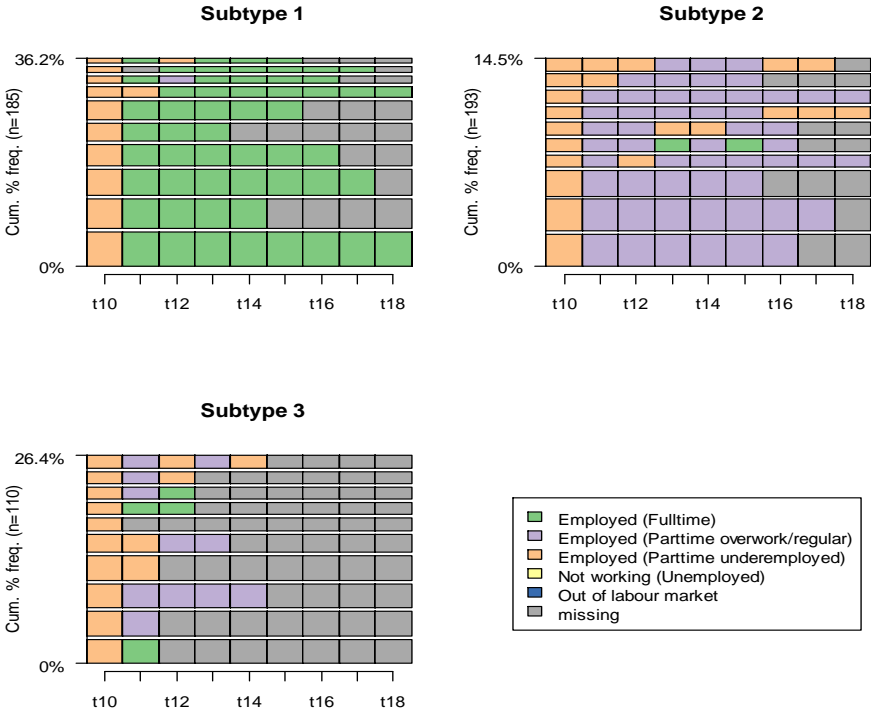 Subtype 1
36.2%
Cum. % freq. (n=185)
0%
t10 t12 t14 t16 t18
Subtype 2
14.5%
Cum. % freq. (n=193)
0%
t10 t12 t14 t16 t18
Subtype 3
26.4%
Cum. % freq. (n=110)
0%
t10 t12 t14 t16 t18
Employed (Fulltime)
Employed (Parttime overwork/regular)
Employed (Parttime underemployed)
Not working (Unemployed)
Out of labour market
missing